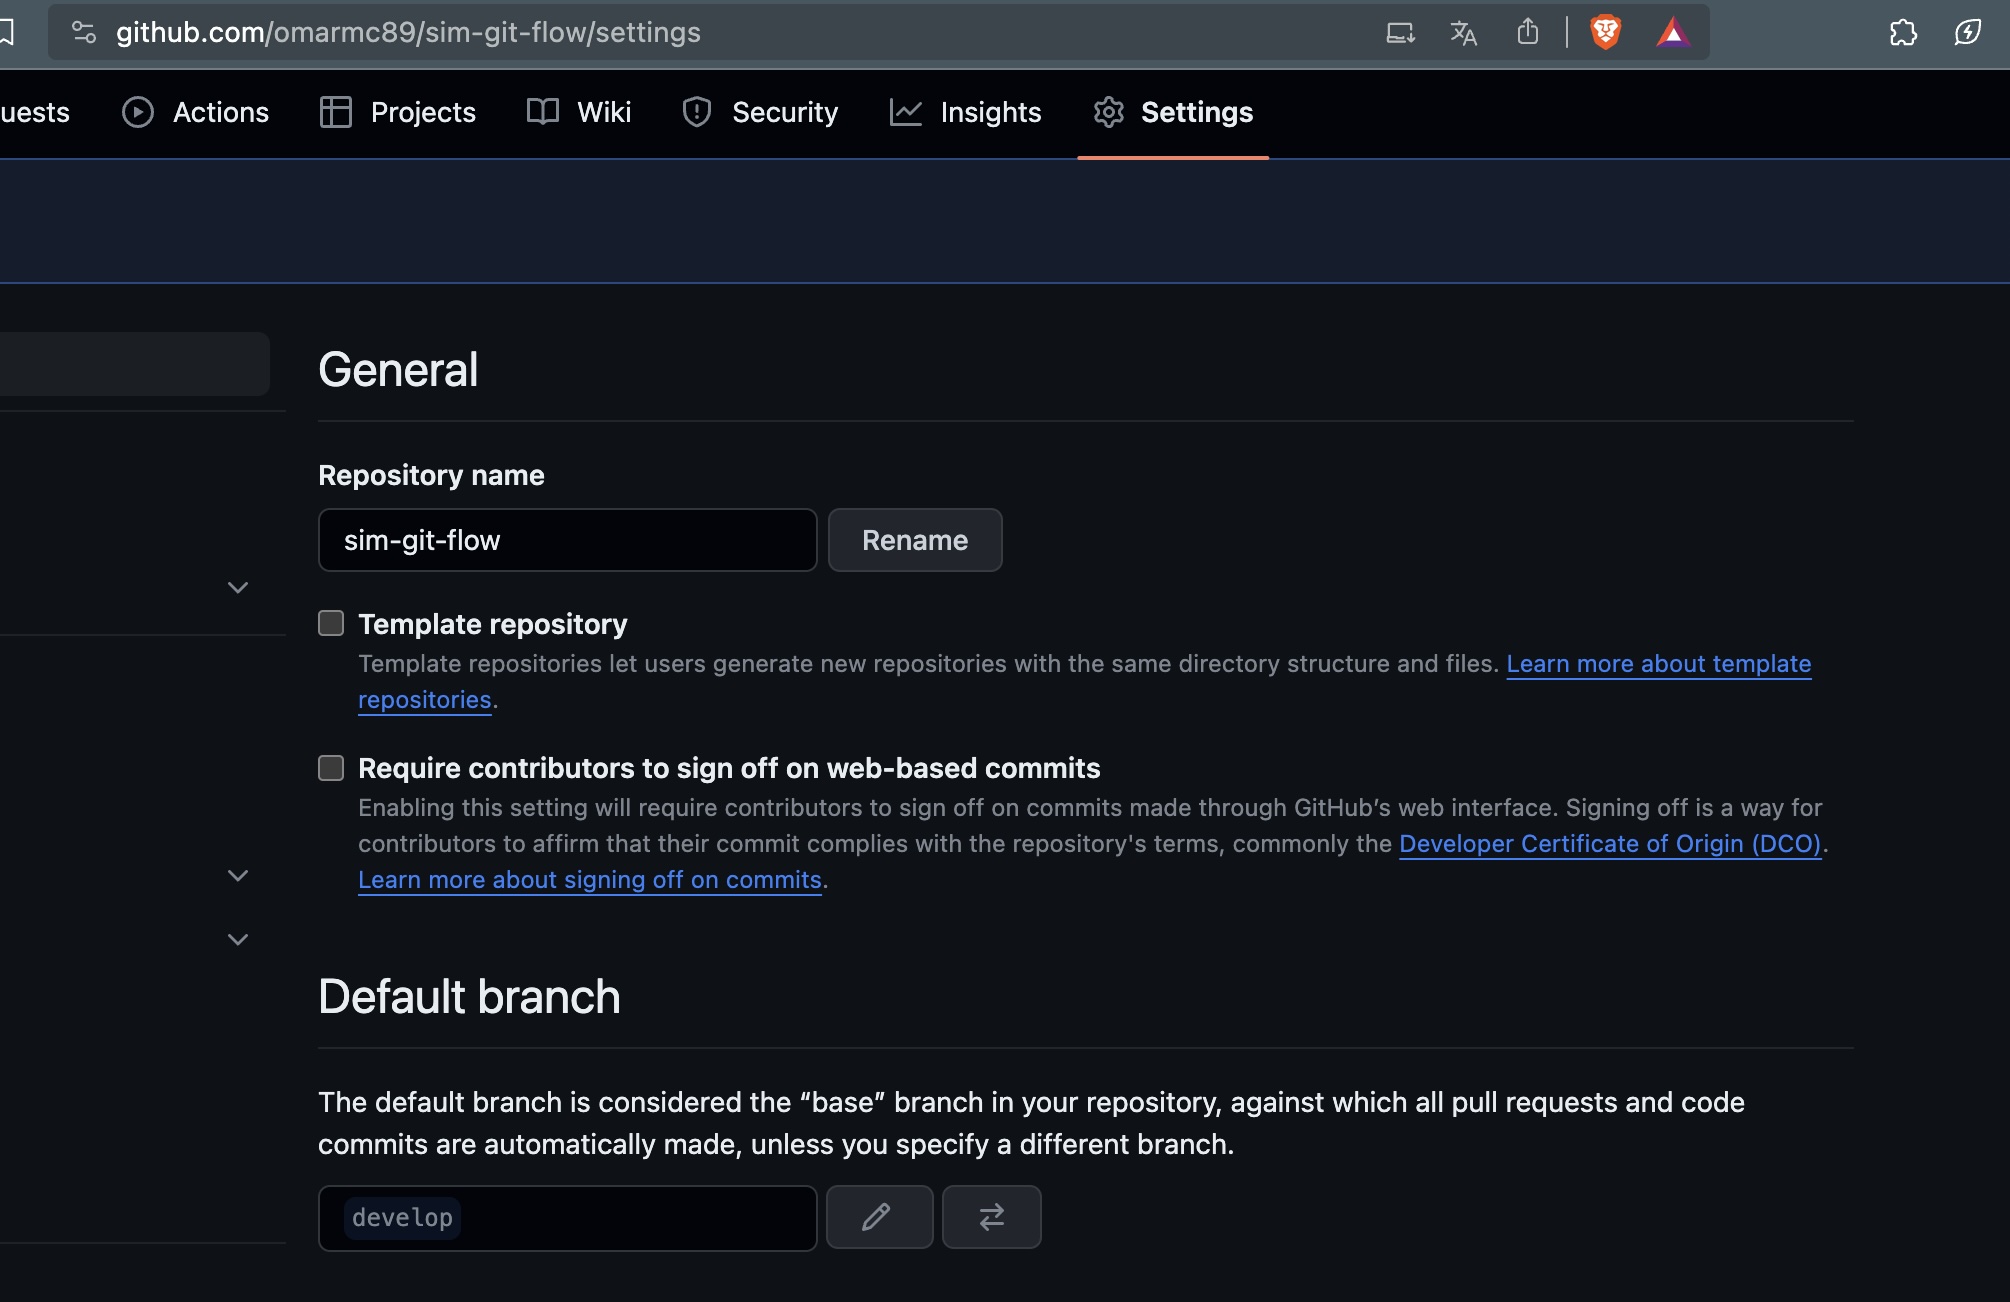 github.com/omarmc89/sim-git-flow/settings
uests Actions Projects Wiki Security Insights Settings
General
Repository name
sim-git-flow Rename
Template repository
Template repositories let users generate new repositories with the same directory structure and files. Learn more about template
repositories.
Require contributors to sign off on web-based commits
Enabling this setting will require contributors to sign off on commits made through GitHub’s web interface. Signing off is a way for
contributors to affirm that their commit complies with the repository's terms, commonly the Developer Certificate of Origin (DCO).
Learn more about signing off on commits.
Default branch
The default branch is considered the “base” branch in your repository, against which all pull requests and code
commits are automatically made, unless you specify a different branch.
develop